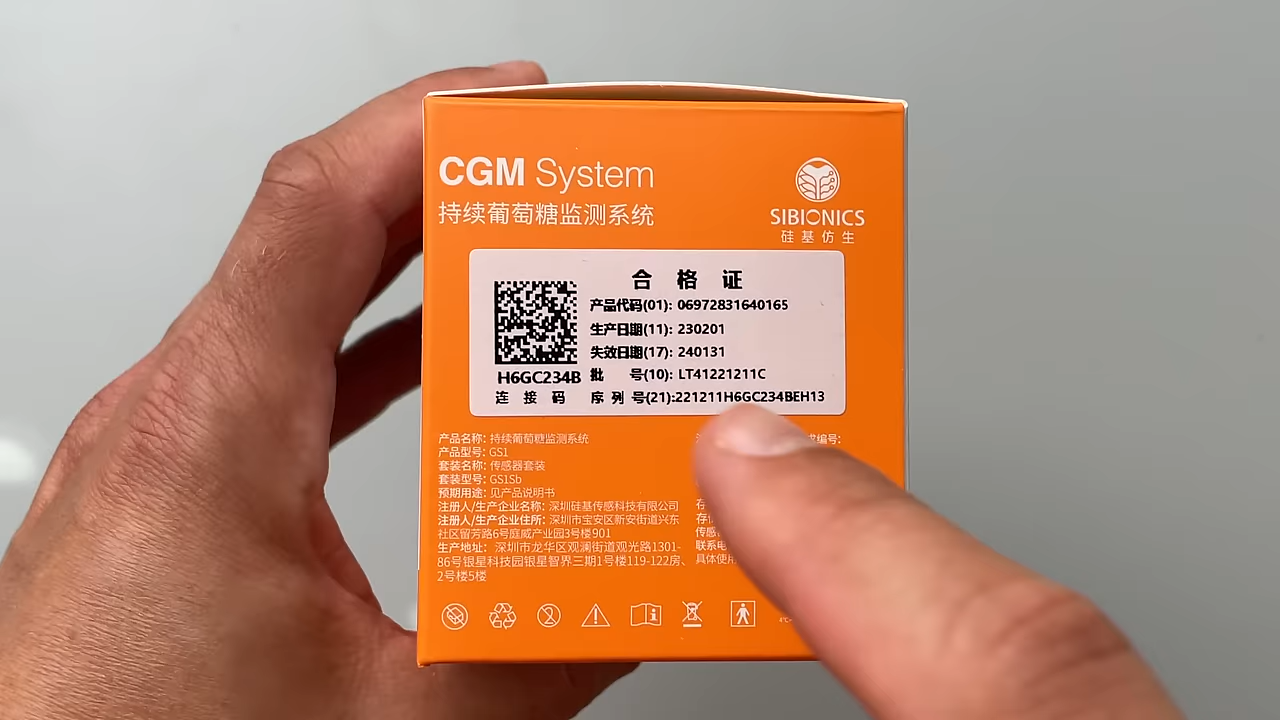 CGM System
持续葡萄糖监测系统
SIBIONICS
硅基仿生
合格证
产品代码(01): 06972831640165
生产日期(11): 230201
失效日期(17): 240131
H6GC234B
批 号(10): LT41221211C
连接码
序列号(21):221211H6GC234BEH13
产品名称: 持续葡萄糖监测系统
产品型号: GS1
套装名称: 传感器套装
套装型号: GS1Sb
预期用途: 见产品说明书
注册人/生产企业名称: 深圳硅基传感科技有限公司
注册人/生产企业住所: 深圳市宝安区新安街道兴东
社区留芳路6号庭威产业园3号楼901
生产地址: 深圳市龙华区观澜街道观光路1301-
86号银星科技园银星智界三期1号楼119-122房、
2号楼5楼
编号:
存
传感
联系电
具体使用